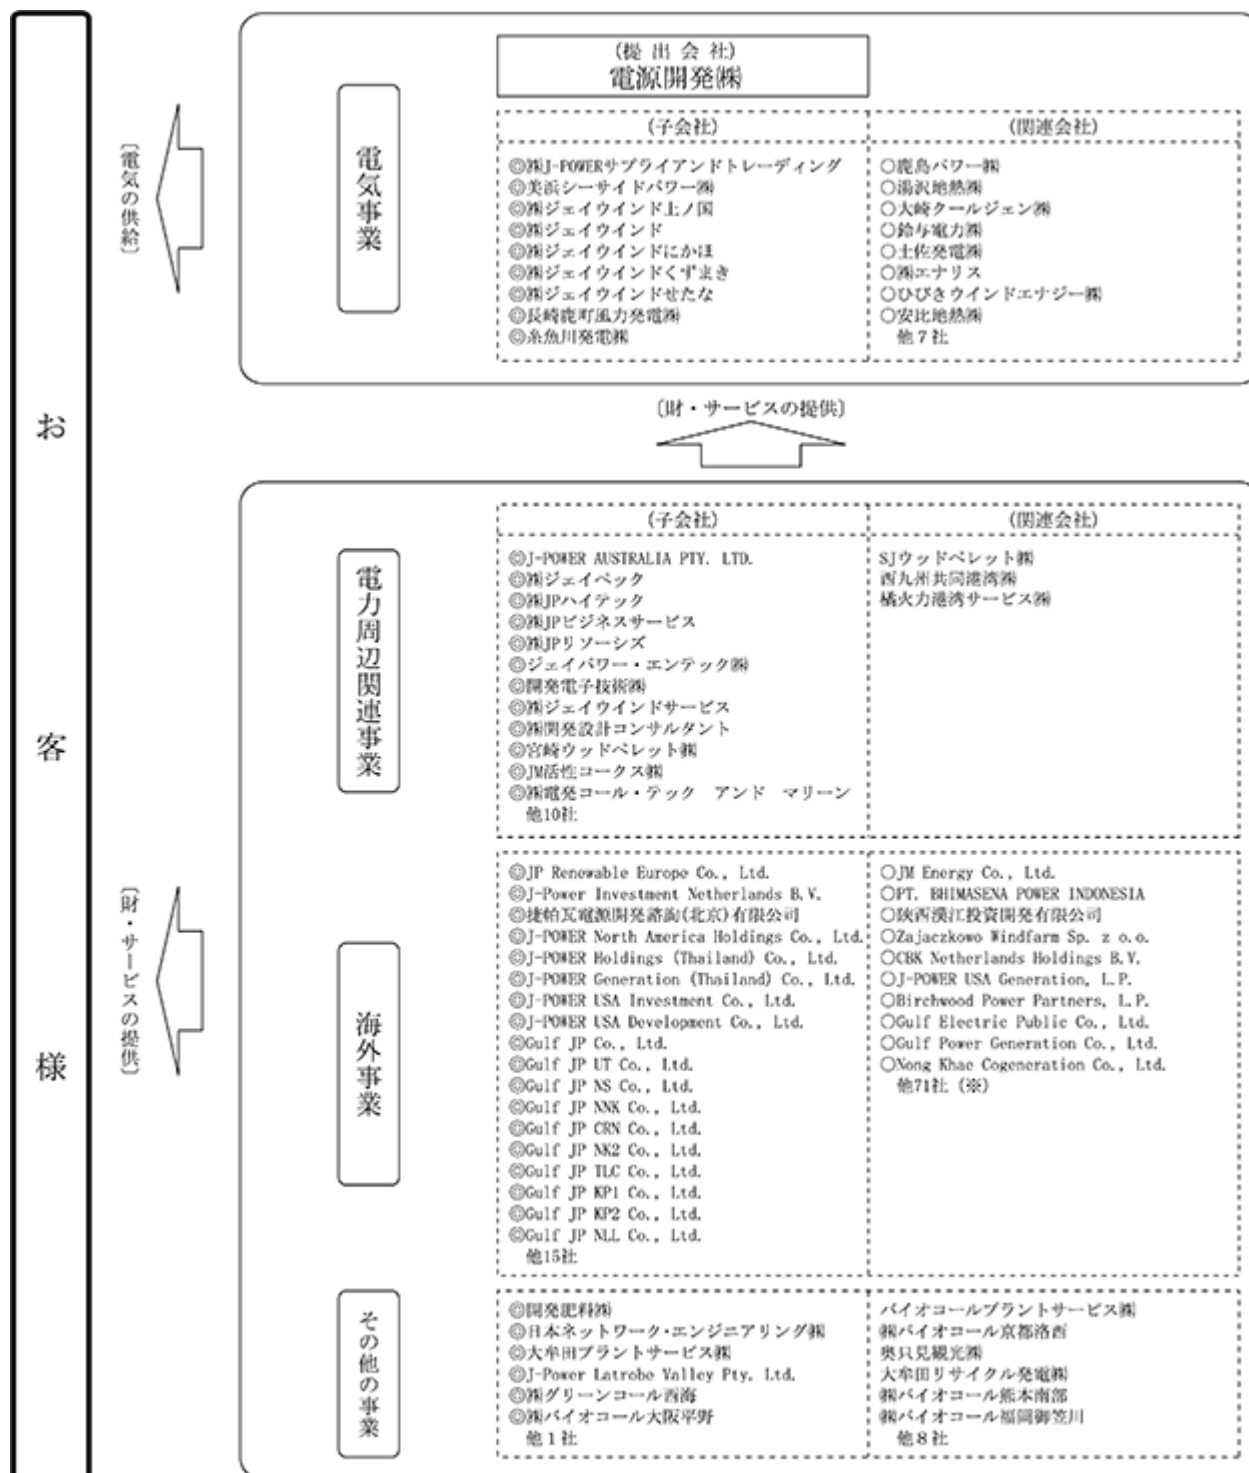 お客様
〔電気の供給〕
〔財・サービスの提供〕
(提出会社)
電源開発㈱
電気事業
(子会社)
◎㈱J-POWERサプライアンドトレーディング
◎美浜シーサイドパワー㈱
◎㈱ジェイウインド上ノ国
◎㈱ジェイウインド
◎㈱ジェイウインドにかほ
◎㈱ジェイウインドくずまき
◎㈱ジェイウインドせたな
◎長崎鹿町風力発電㈱
◎糸魚川発電㈱
(関連会社)
○鹿島パワー㈱
○湯沢地熱㈱
○大崎クールジェン㈱
○鈴与電力㈱
○土佐発電㈱
○㈱エナリス
○ひびきウインドエナジー㈱
○安比地熱㈱
他7社
〔財・サービスの提供〕
電力周辺関連事業
(子会社)
◎J-POWER AUSTRALIA PTY. LTD.
◎㈱ジェイペック
◎㈱JPハイテック
◎㈱JPビジネスサービス
◎㈱JPリソーシズ
◎ジェイパワー・エンテック㈱
◎開発電子技術㈱
◎㈱ジェイウインドサービス
◎㈱開発設計コンサルタント
◎宮崎ウッドペレット㈱
◎JM活性コークス㈱
◎㈱電発コール・テック　アンド　マリーン
他10社
(関連会社)
SJウッドペレット㈱
西九州共同港湾㈱
橘火力港湾サービス㈱
海外事業
◎JP Renewable Europe Co., Ltd.
◎J-Power Investment Netherlands B.V.
◎捷帕瓦電源開発諮詢(北京)有限公司
◎J-POWER North America Holdings Co., Ltd.
◎J-POWER Holdings (Thailand) Co., Ltd.
◎J-POWER Generation (Thailand) Co., Ltd.
◎J-POWER USA Investment Co., Ltd.
◎J-POWER USA Development Co., Ltd.
◎Gulf JP Co., Ltd.
◎Gulf JP UT Co., Ltd.
◎Gulf JP NS Co., Ltd.
◎Gulf JP NNK Co., Ltd.
◎Gulf JP CRN Co., Ltd.
◎Gulf JP NK2 Co., Ltd.
◎Gulf JP TLC Co., Ltd.
◎Gulf JP KP1 Co., Ltd.
◎Gulf JP KP2 Co., Ltd.
◎Gulf JP NLL Co., Ltd.
他15社
○JM Energy Co., Ltd.
○PT. BHIMASENA POWER INDONESIA
○陝西漢江投資開発有限公司
○Zajaczkowo Windfarm Sp. z o.o.
○CBK Netherlands Holdings B.V.
○J-POWER USA Generation, L.P.
○Birchwood Power Partners, L.P.
○Gulf Electric Public Co., Ltd.
○Gulf Power Generation Co., Ltd.
○Nong Khae Cogeneration Co., Ltd.
他71社 (※)
その他の事業
◎開発肥料㈱
◎日本ネットワーク・エンジニアリング㈱
◎大牟田プラントサービス㈱
◎J-Power Latrobe Valley Pty. Ltd.
◎㈱グリーンコール西海
◎㈱バイオコール大阪平野
他1社
バイオコールプラントサービス㈱
㈱バイオコール京都洛西
奥只見観光㈱
大牟田リサイクル発電㈱
㈱バイオコール熊本南部
㈱バイオコール福岡御笠川
他8社